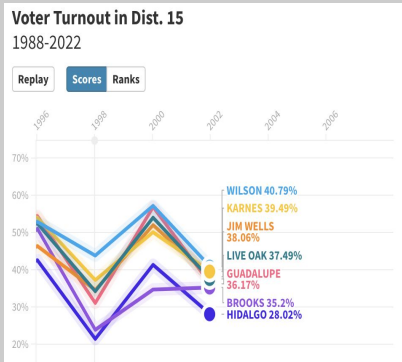 Voter Turnout in Dist. 15
1988-2022
Replay Scores Ranks
1996 1998 2000 2002 2004 2006
70%
60%
50%
40%
30%
20%
WILSON 40.79%
KARNES 39.49%
JIM WELLS
38.06%
LIVE OAK 37.49%
GUADALUPE
36.17%
BROOKS 35.2%
HIDALGO 28.02%